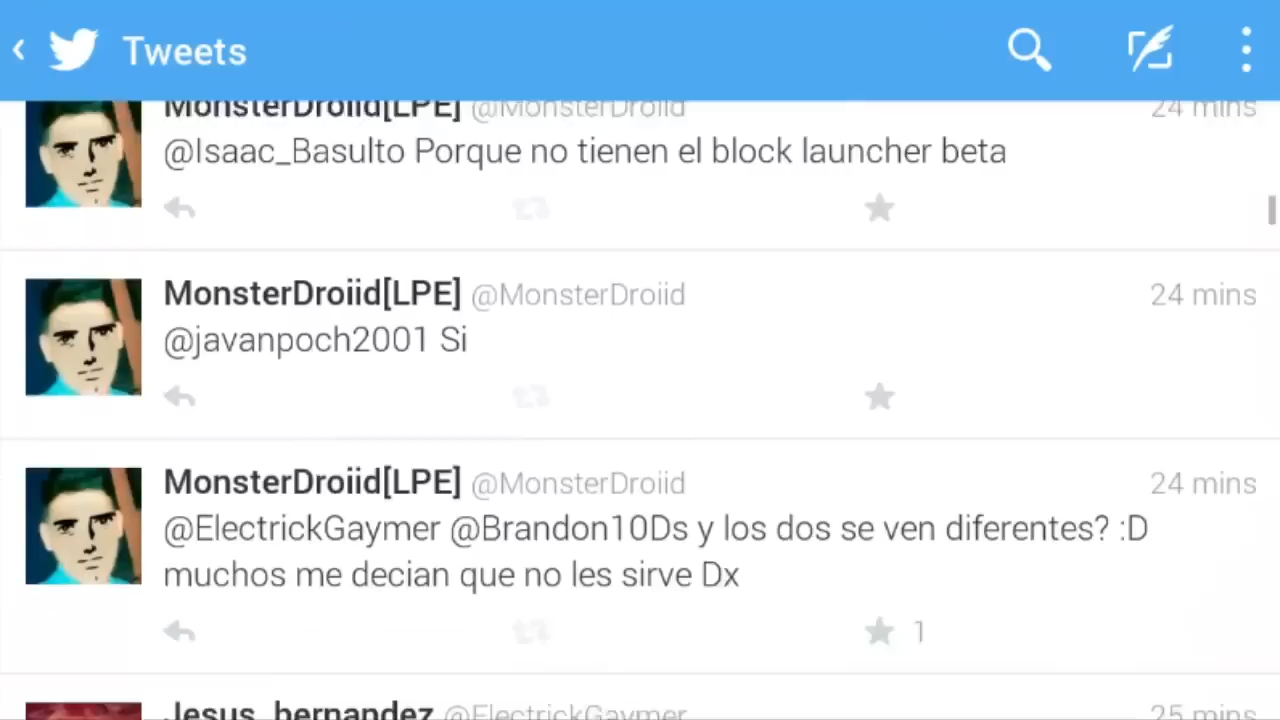 Tweets
MonsterDroiid[LPE] @MonsterDroiid 24 mins
@Isaac_Basulto Porque no tienen el block launcher beta
MonsterDroiid[LPE] @MonsterDroiid 24 mins
@javanpoch2001 Si
MonsterDroiid[LPE] @MonsterDroiid 24 mins
@ElectrickGaymer @Brandon10Ds y los dos se ven diferentes? :D
muchos me decian que no les sirve Dx
1
Jesus_hernandez @ElectrickGaymer 25 mins